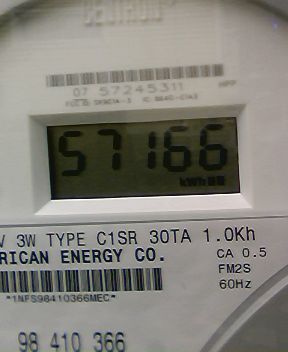 CENTRON
07 57245311
57166
kWh
V 3W TYPE C1SR 30TA 1.0Kh
RICAN ENERGY CO.
CA 0.5
FM2S
60Hz
*1NFS98410366MEC*
98 410 366